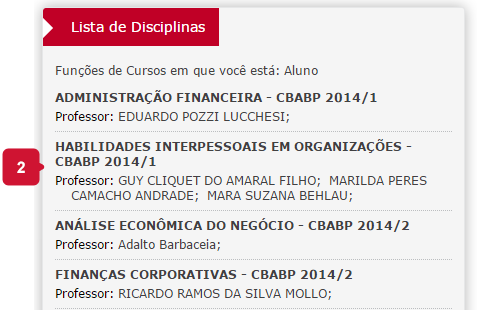 Lista de Disciplinas
Funções de Cursos em que você está: Aluno
ADMINISTRAÇÃO FINANCEIRA - CBABP 2014/1
Professor: EDUARDO POZZI LUCCHESI;
2
HABILIDADES INTERPESSOAIS EM ORGANIZAÇÕES -
CBABP 2014/1
Professor: GUY CLIQUET DO AMARAL FILHO; MARILDA PERES
CAMACHO ANDRADE; MARA SUZANA BEHLAU;
ANÁLISE ECONÔMICA DO NEGÓCIO - CBABP 2014/2
Professor: Adalto Barbaceia;
FINANÇAS CORPORATIVAS - CBABP 2014/2
Professor: RICARDO RAMOS DA SILVA MOLLO;